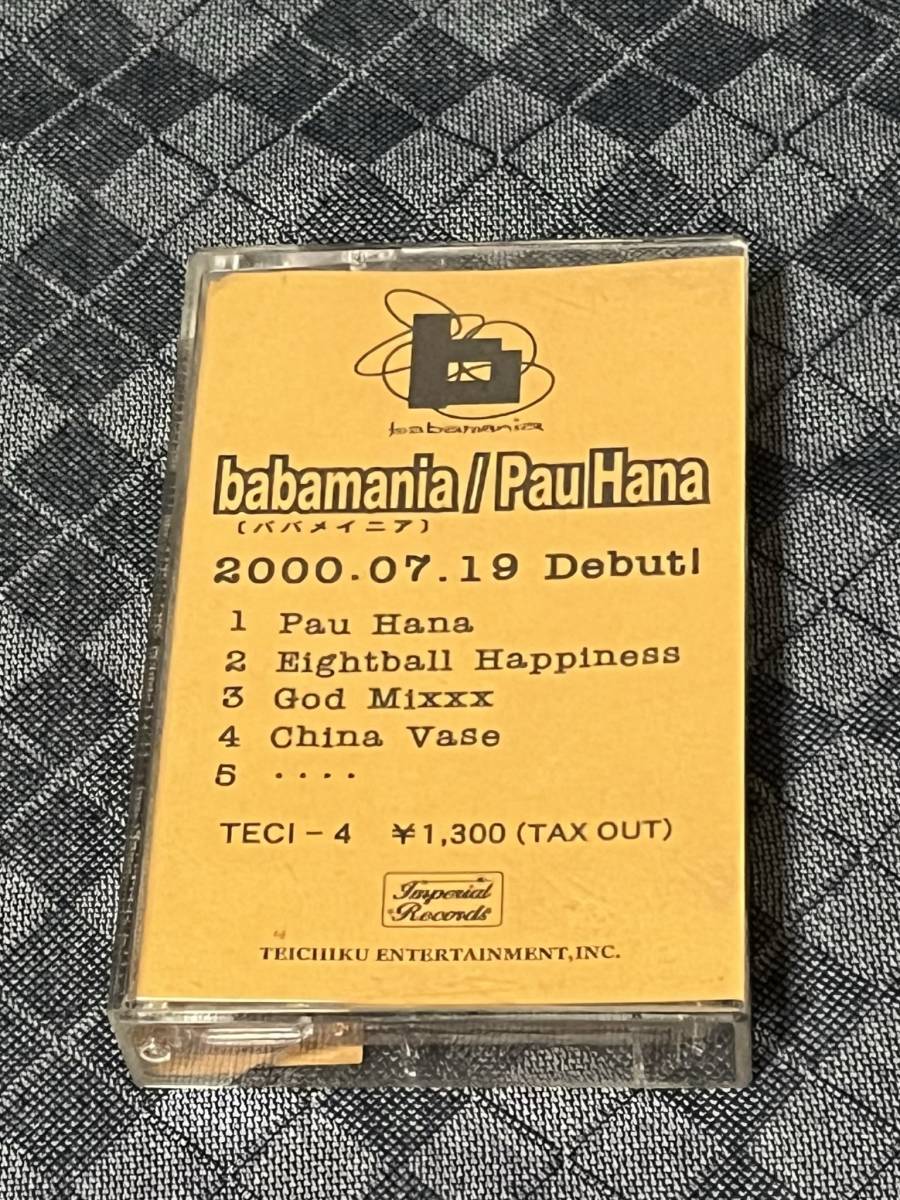 babamania
babamania / Pau Hana
(ババメイニア)
2000.07.19 Debut!
1 Pau Hana
2 Eightball Happiness
3 God Mixxx
4 China Vase
5 ····
TECI-4 ¥1,300 (TAX OUT)
Imperial
Records
TEICHIKU ENTERTAINMENT,INC.